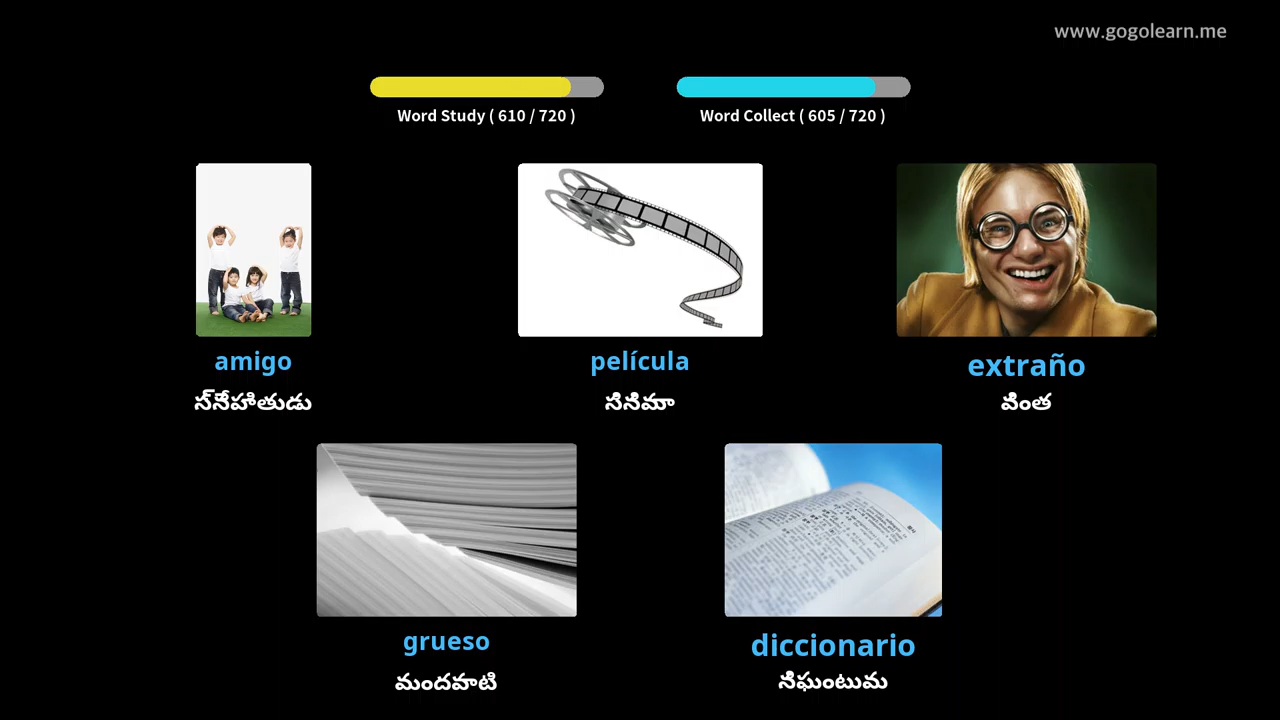 www.gogolearn.me
Word Study ( 610 / 720 )
Word Collect ( 605 / 720 )
amigo
película
extraño
స్నేహితుడు
సినిమా
వింత
grueso
diccionario
మందపాటి
నిఘంటువు